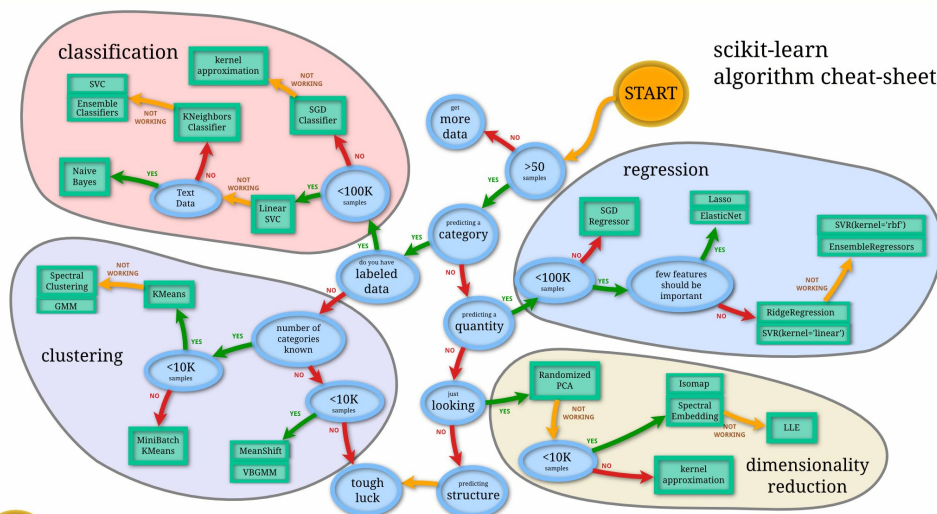 scikit-learn
algorithm cheat-sheet
START
classification
kernel
approximation
NOT
WORKING
SVC
Ensemble
Classifiers
NOT
WORKING
KNeighbors
Classifier
SGD
Classifier
NO
Naive
Bayes
YES
Text
Data
NO
NOT
WORKING
Linear
SVC
YES
<100K
samples
YES
get
more
data
NO
>50
samples
YES
predicting a
category
YES
NO
do you have
labeled
data
NO
predicting a
quantity
YES
NO
just
looking
YES
NO
predicting
structure
tough
luck
regression
SGD
Regressor
NO
<100K
samples
YES
Lasso
ElasticNet
YES
few features
should be
important
NO
SVR(kernel='rbf')
EnsembleRegressors
NOT
WORKING
RidgeRegression
SVR(kernel='linear')
clustering
Spectral
Clustering
GMM
NOT
WORKING
KMeans
YES
<10K
samples
NO
MiniBatch
KMeans
YES
number of
categories
known
NO
<10K
samples
YES
NO
MeanShift
VBGMM
Randomized
PCA
NOT
WORKING
<10K
samples
YES
NO
Isomap
Spectral
Embedding
NOT
WORKING
LLE
kernel
approximation
dimensionality
reduction